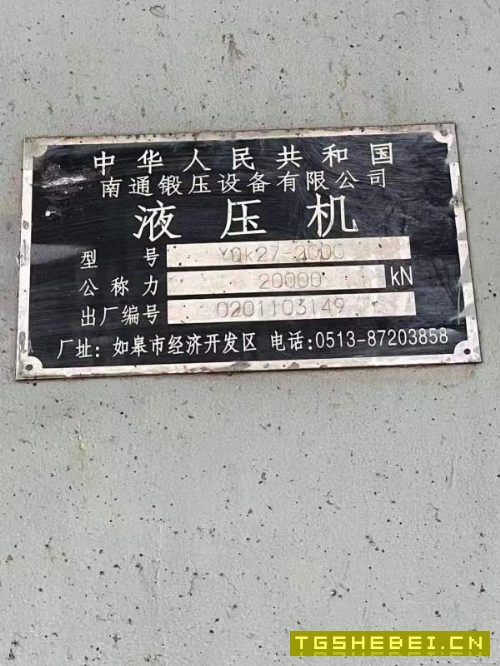 中华人民共和国
南通锻压设备有限公司
液压机
型号 YQK27-2000
公称力 20000 kN
出厂编号 0201103149
厂址：如皋市经济开发区 电话：0513-87203858
TGSHEBEI.CN